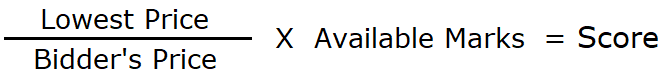 Lowest Price
Bidder's Price
X Available Marks = Score